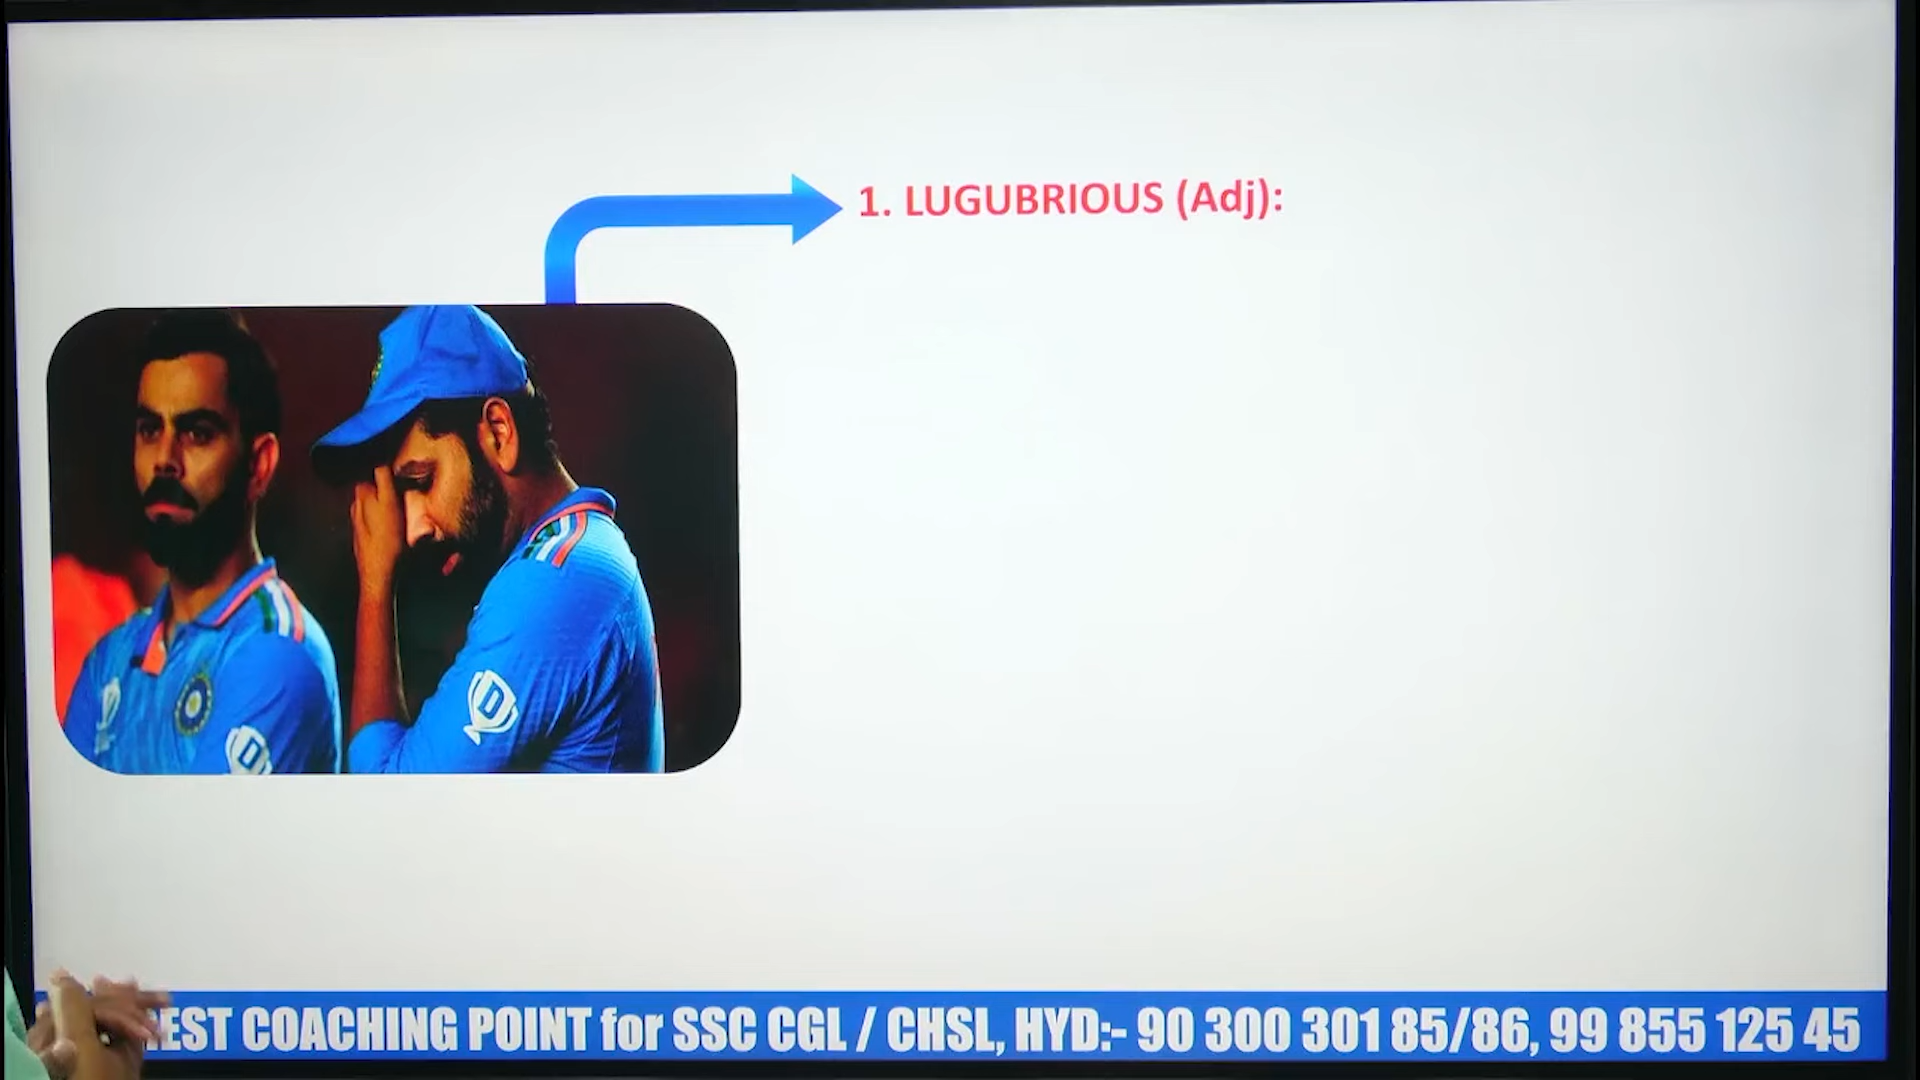 1. LUGUBRIOUS (Adj):
D
D
COACHING POINT for SSC CGL / CHSL, HYD:- 90 300 301 85/86, 99 855 125 45